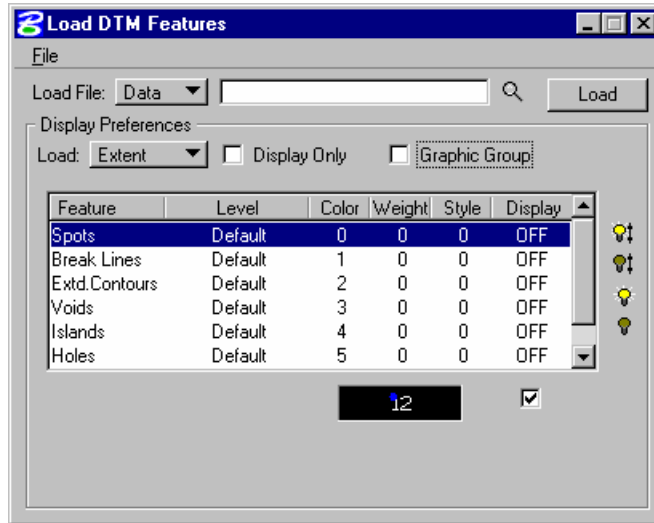 Load DTM Features
File
Load File: Data Load
Display Preferences
Load: Extent Display Only Graphic Group
Feature Level Color Weight Style Display
Spots Default 0 0 0 OFF
Break Lines Default 1 0 0 OFF
Extd.Contours Default 2 0 0 OFF
Voids Default 3 0 0 OFF
Islands Default 4 0 0 OFF
Holes Default 5 0 0 OFF
12